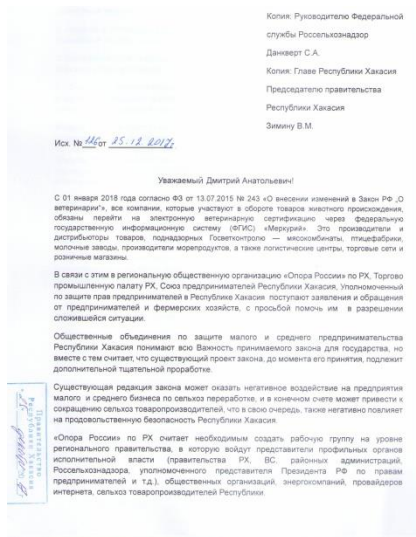 Копия: Руководителю Федеральной
службы Россельхознадзор
Данкверт С.А.
Копия: Главе Республики Хакасия
Председателю правительства
Республики Хакасия
Зимину В.М.
Исх. № 126 от 25.12.2017г
Уважаемый Дмитрий Анатольевич!
С 01 января 2018 года согласно ФЗ от 13.07.2015 № 243 «О внесении изменений в Закон РФ „О
ветеринарии"», все компании, которые участвуют в обороте товаров животного происхождения,
обязаны перейти на электронную ветеринарную сертификацию через федеральную
государственную информационную систему (ФГИС) «Меркурий». Это производители и
дистрибьюторы товаров, поднадзорных Госветконтролю — мясокомбинаты, птицефабрики,
молочные заводы, производители морепродуктов, а также логистические центры, торговые сети и
розничные магазины.
В связи с этим в региональную общественную организацию «Опора России» по РХ, Торгово
промышленную палату РХ, Союз предпринимателей Республики Хакасия, Уполномоченный
по защите прав предпринимателей в Республике Хакасия поступают заявления и обращения
от предпринимателей и фермерских хозяйств, с просьбой помочь им в разрешении
сложившейся ситуации.
Общественные объединения по защите малого и среднего предпринимательства
Республики Хакасия понимают всю Важность принимаемого закона для государства, но
вместе с тем считает, что существующий проект закона, до момента его принятия, подлежит
дополнительной тщательной проработке.
Существующая редакция закона может оказать негативное воздействие на предприятия
малого и среднего бизнеса по сельхоз переработке, и в конечном счете может привести к
сокращению сельхоз товаропроизводителей, что в свою очередь, также негативно повлияет
на продовольственную безопасность Республики Хакасия.
«Опора России» по РХ считает необходимым создать рабочую группу на уровне
регионального правительства, в которую войдут представители профильных органов
исполнительной власти (правительства РХ, ВС, районных администраций,
Россельхознадзора, уполномоченного представителя Президента РФ по правам
предпринимателей и т.д.), общественных организаций, энергокомпаний, провайдеров
интернета, сельхоз товаропроизводителей Республики.
Правительство
Республики Хакасия